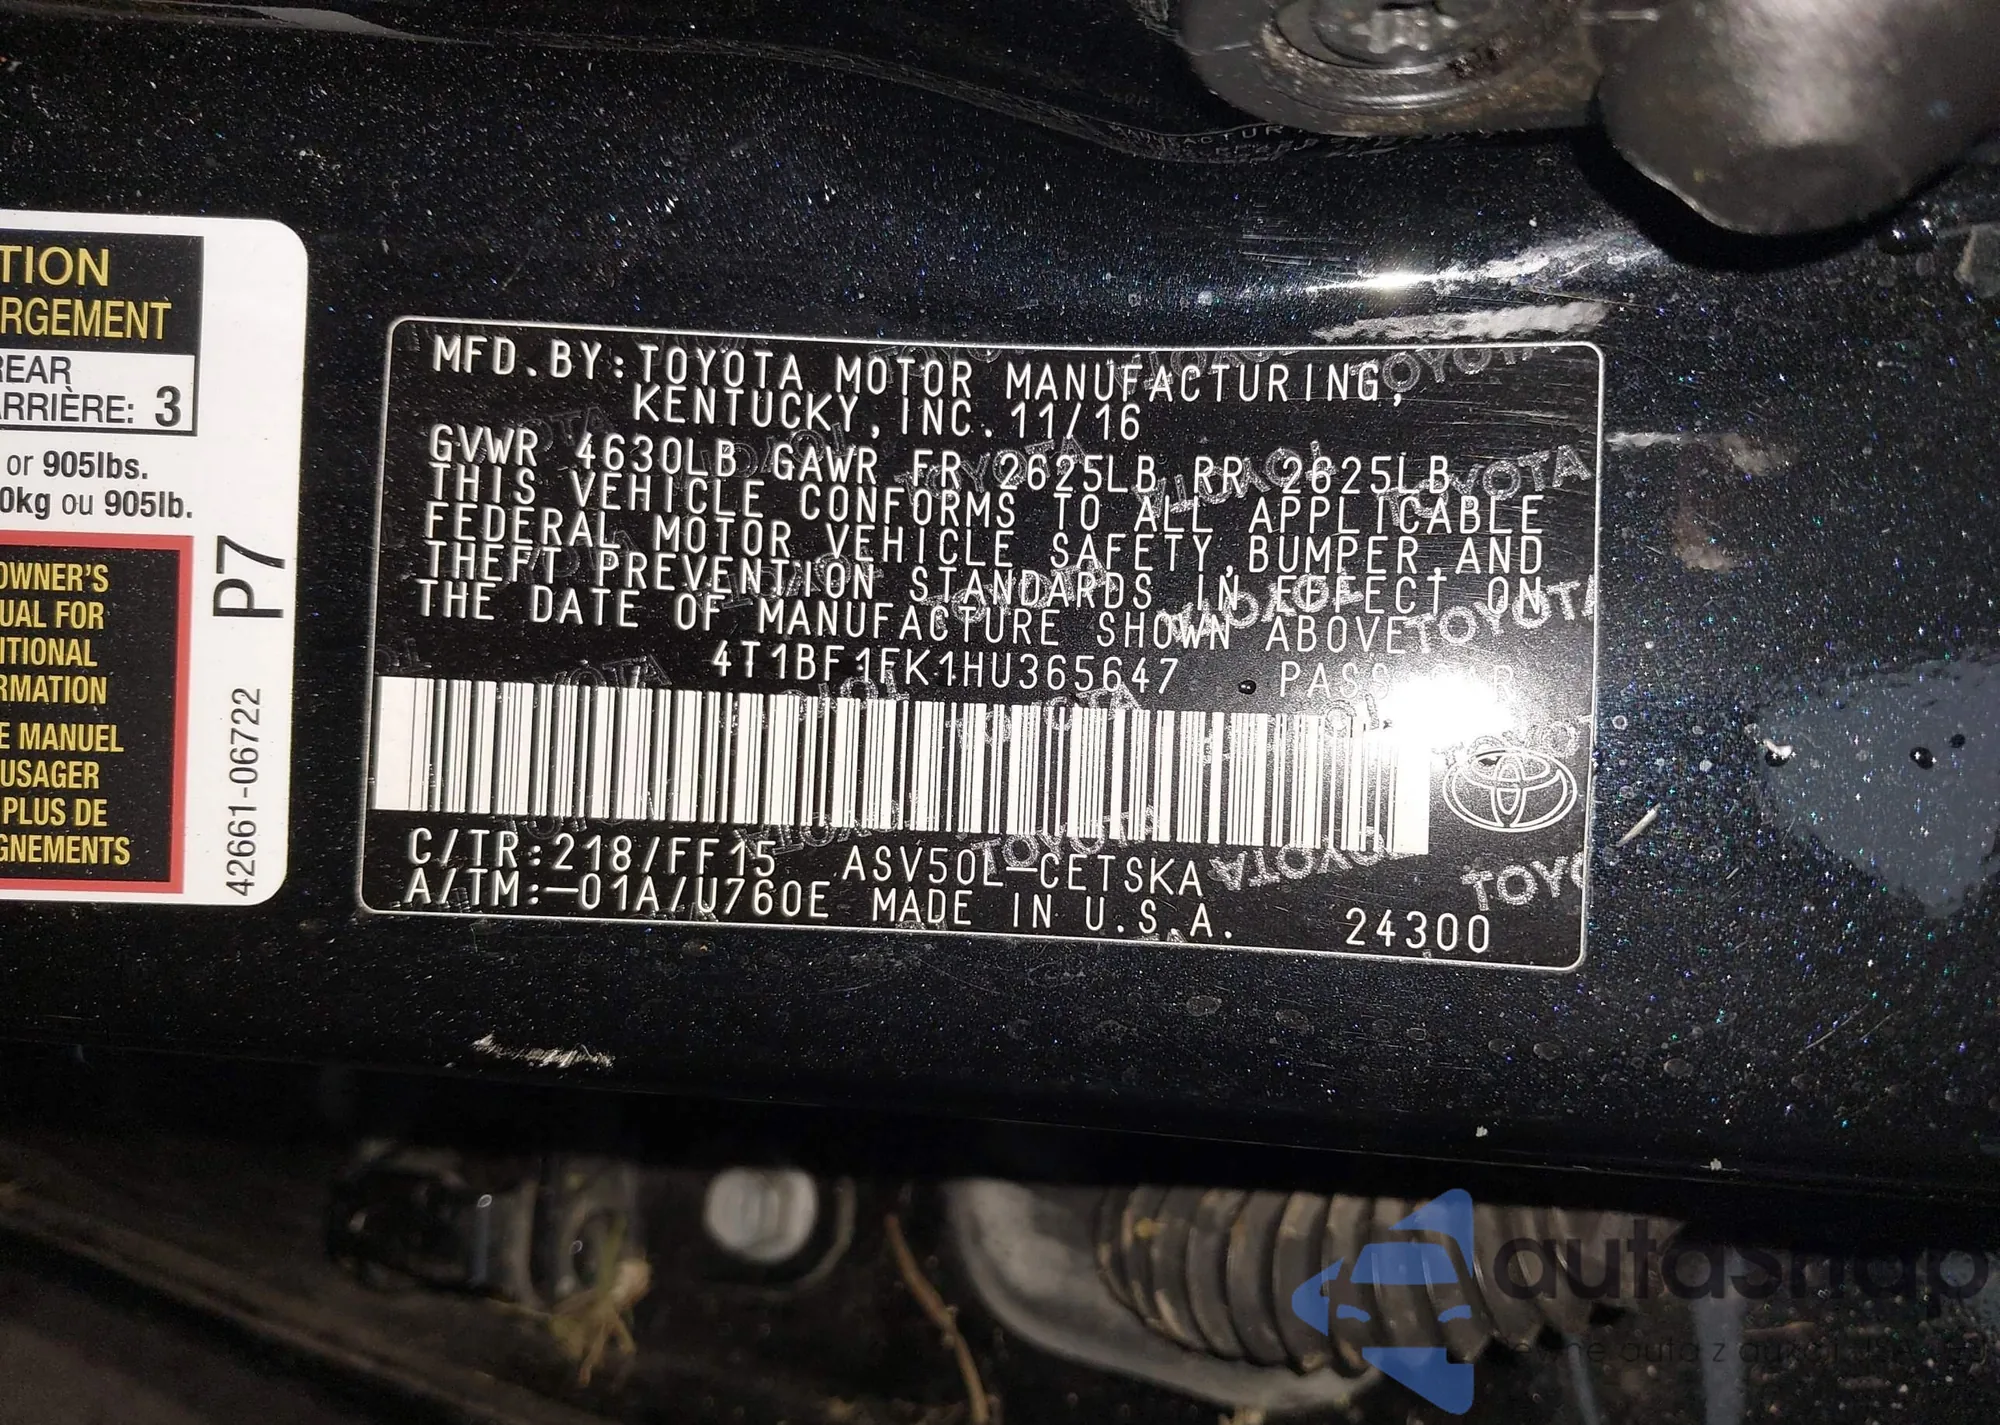 TION
RGEMENT
REAR
ARRIÈRE: 3
or 905lbs.
0kg ou 905lb.
OWNER'S
UAL FOR
ITIONAL
RMATION
E MANUEL
USAGER
PLUS DE
GNEMENTS
P7
42661-06722
MFD.BY:TOYOTA MOTOR MANUFACTURING,
KENTUCKY,INC.11/16
GVWR 4630LB GAWR FR 2625LB RR 2625LB
THIS VEHICLE CONFORMS TO ALL APPLICABLE
FEDERAL MOTOR VEHICLE SAFETY,BUMPER,AND
THEFT PREVENTION STANDARDS IN EFFECT ON
THE DATE OF MANUFACTURE SHOWN ABOVE
4T1BF1FK1HU365647
C/TR:218/FF15 ASV50L-CETSKA
A/TM:-01A/U760E MADE IN U.S.A. 24300
autasnap